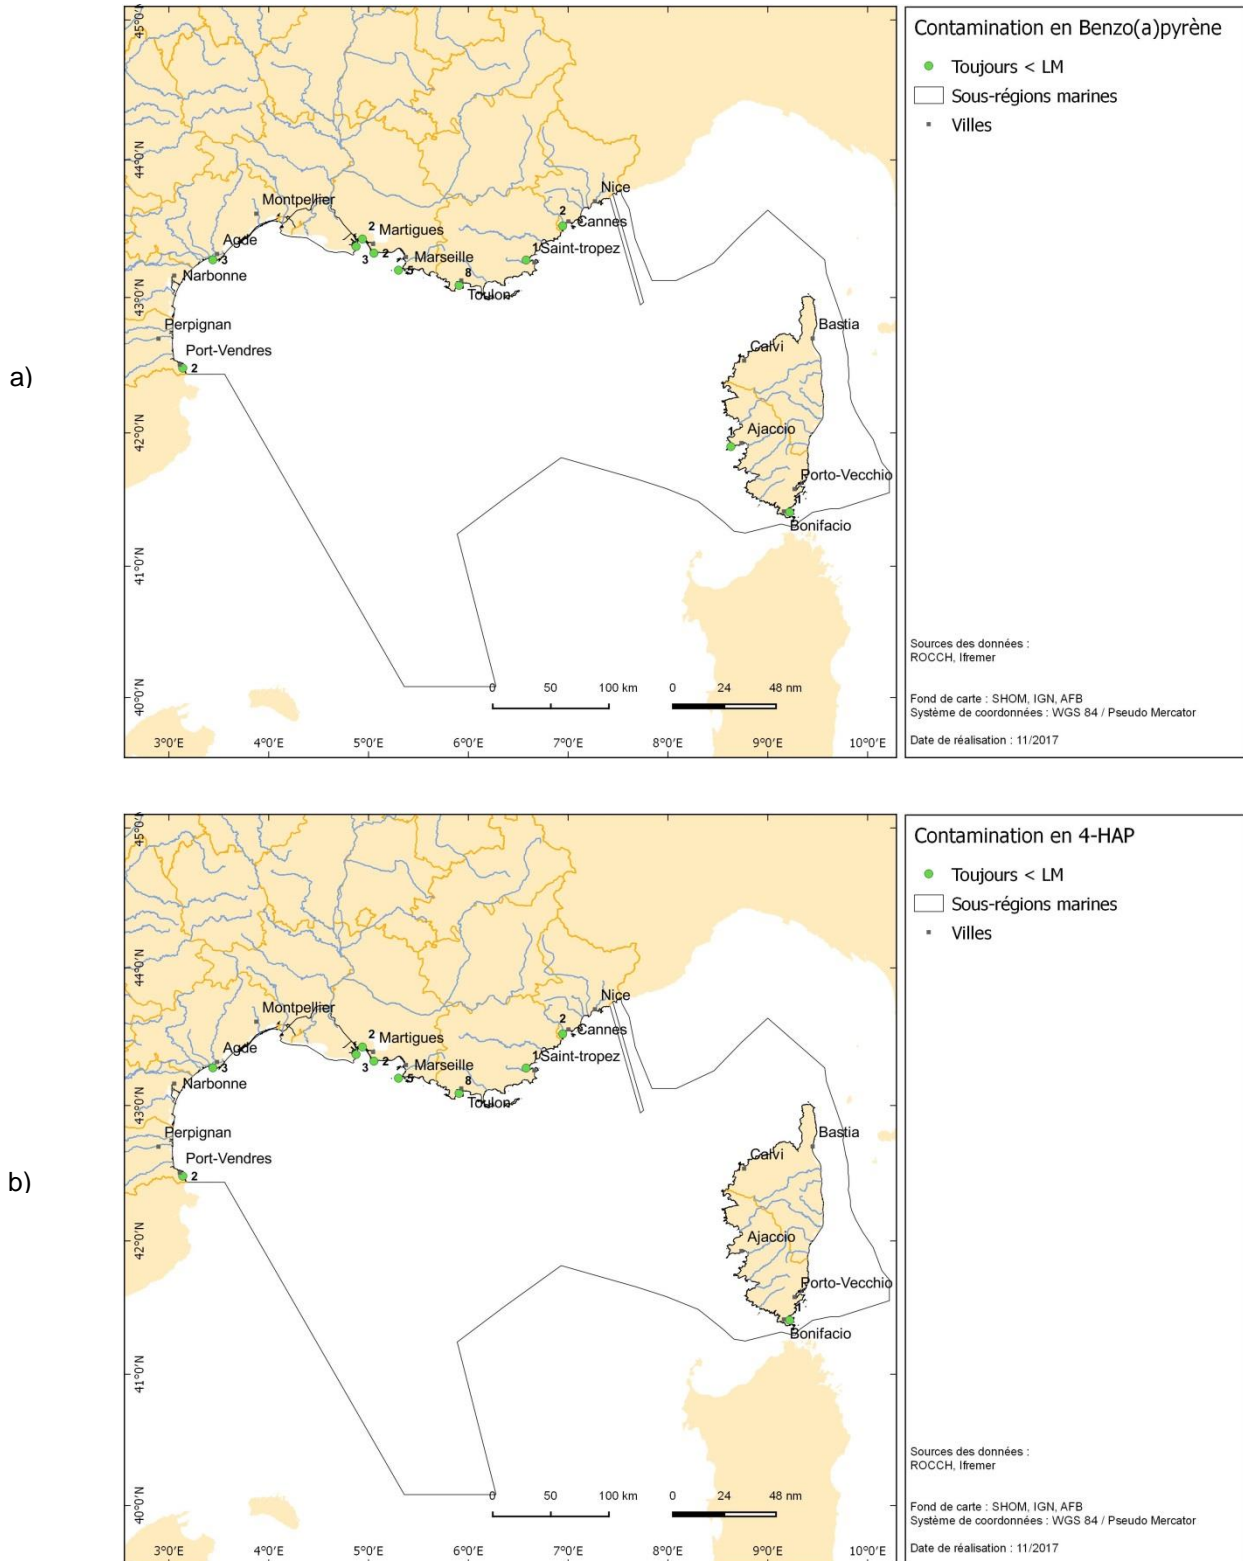 a)
45°0'N
44°0'N
43°0'N
42°0'N
41°0'N
40°0'N
3°0'E 4°0'E 5°0'E 6°0'E 7°0'E 8°0'E 9°0'E 10°0'E
Nice
Montpellier
2 Cannes
2 Martigues
Agde
3
1 Saint-tropez
3 2 Marseille
5
8
Narbonne
Toulon
Perpignan
Bastia
Port-Vendres
2
Calvi
1 Ajaccio
Porto-Vecchio
1
Bonifacio
0 50 100 km
0 24 48 nm
Contamination en Benzo(a)pyrène
Toujours < LM
Sous-régions marines
Villes
Sources des données :
ROCCH, Ifremer
Fond de carte : SHOM, IGN, AFB
Système de coordonnées : WGS 84 / Pseudo Mercator
Date de réalisation : 11/2017
b)
45°0'N
44°0'N
43°0'N
42°0'N
41°0'N
40°0'N
3°0'E 4°0'E 5°0'E 6°0'E 7°0'E 8°0'E 9°0'E 10°0'E
Nice
Montpellier
2 Cannes
2 Martigues
Agde
3
1 Saint-tropez
3 2 Marseille
5
8
Narbonne
Toulon
Perpignan
Bastia
Port-Vendres
2
Calvi
Ajaccio
Porto-Vecchio
1
Bonifacio
0 50 100 km
0 24 48 nm
Contamination en 4-HAP
Toujours < LM
Sous-régions marines
Villes
Sources des données :
ROCCH, Ifremer
Fond de carte : SHOM, IGN, AFB
Système de coordonnées : WGS 84 / Pseudo Mercator
Date de réalisation : 11/2017